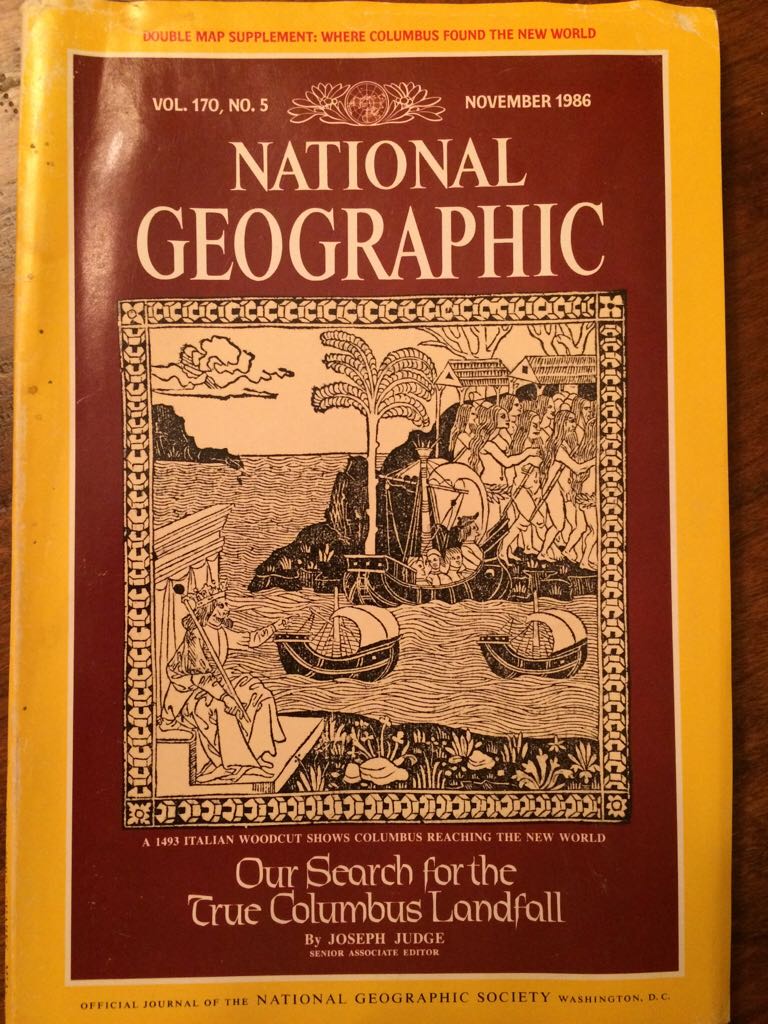 DOUBLE MAP SUPPLEMENT: WHERE COLUMBUS FOUND THE NEW WORLD
VOL. 170, NO. 5 NOVEMBER 1986
NATIONAL
GEOGRAPHIC
A 1493 ITALIAN WOODCUT SHOWS COLUMBUS REACHING THE NEW WORLD
Our Search for the
True Columbus Landfall
By JOSEPH JUDGE
SENIOR ASSOCIATE EDITOR
OFFICIAL JOURNAL OF THE NATIONAL GEOGRAPHIC SOCIETY WASHINGTON, D.C.